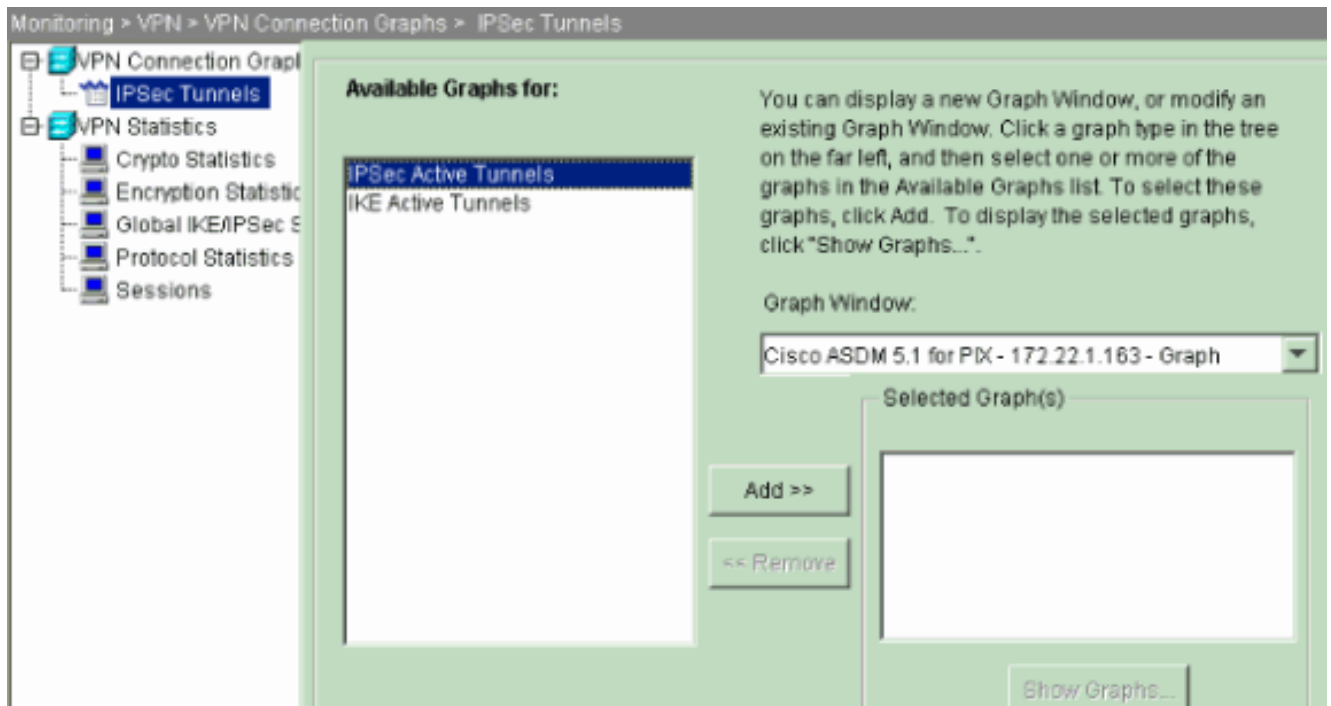 Monitoring > VPN > VPN Connection Graphs > IPSec Tunnels
VPN Connection Grapl
IPSec Tunnels
VPN Statistics
Crypto Statistics
Encryption Statistic
Global IKE/IPSec S
Protocol Statistics
Sessions
Available Graphs for:
IPSec Active Tunnels
IKE Active Tunnels
You can display a new Graph Window, or modify an
existing Graph Window. Click a graph type in the tree
on the far left, and then select one or more of the
graphs in the Available Graphs list. To select these
graphs, click Add. To display the selected graphs,
click "Show Graphs...".
Graph Window:
Cisco ASDM 5.1 for PIX - 172.22.1.163 - Graph
Selected Graph(s)
Add >>
<< Remove
Show Graphs...